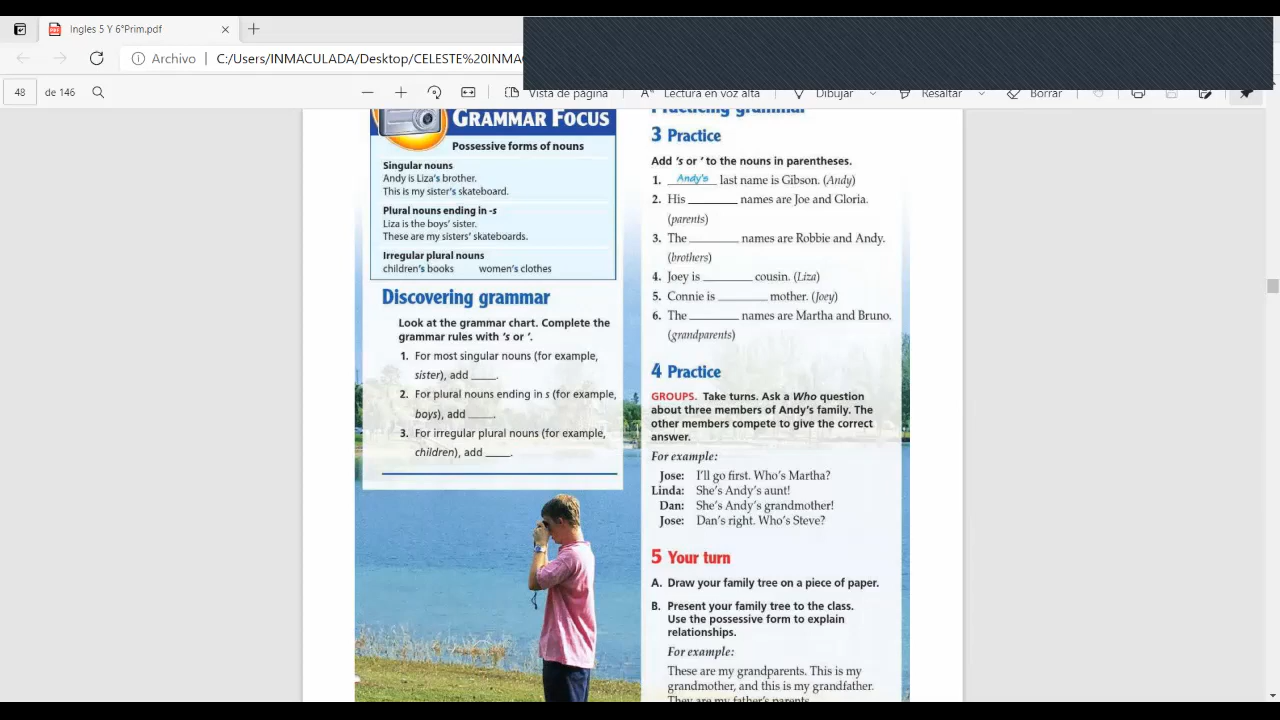 Ingles 5 Y 6°Prim.pdf
Archivo
C:/Users/INMACULADA/Desktop/CELESTE%20INMA
48
de 146
Vista de página
Lectura en voz alta
Dibujar
Resaltar
Borrar
GRAMMAR FOCUS
Possessive forms of nouns
Singular nouns
Andy is Liza's brother.
This is my sister's skateboard.
Plural nouns ending in -s
Liza is the boys' sister.
These are my sisters' skateboards.
Irregular plural nouns
children's books women's clothes
Discovering grammar
Look at the grammar chart. Complete the
grammar rules with 's or '.
1. For most singular nouns (for example,
sister), add ____.
2. For plural nouns ending in s (for example,
boys), add ____.
3. For irregular plural nouns (for example,
children), add ____.
Practicing grammar
3 Practice
Add 's or ' to the nouns in parentheses.
1. Andy's last name is Gibson. (Andy)
2. His ________ names are Joe and Gloria.
(parents)
3. The ________ names are Robbie and Andy.
(brothers)
4. Joey is ________ cousin. (Liza)
5. Connie is ________ mother. (Joey)
6. The ________ names are Martha and Bruno.
(grandparents)
4 Practice
GROUPS. Take turns. Ask a Who question
about three members of Andy's family. The
other members compete to give the correct
answer.
For example:
Jose: I'll go first. Who's Martha?
Linda: She's Andy's aunt!
Dan: She's Andy's grandmother!
Jose: Dan's right. Who's Steve?
5 Your turn
A. Draw your family tree on a piece of paper.
B. Present your family tree to the class.
Use the possessive form to explain
relationships.
For example:
These are my grandparents. This is my
grandmother, and this is my grandfather.
They are my father's parents.